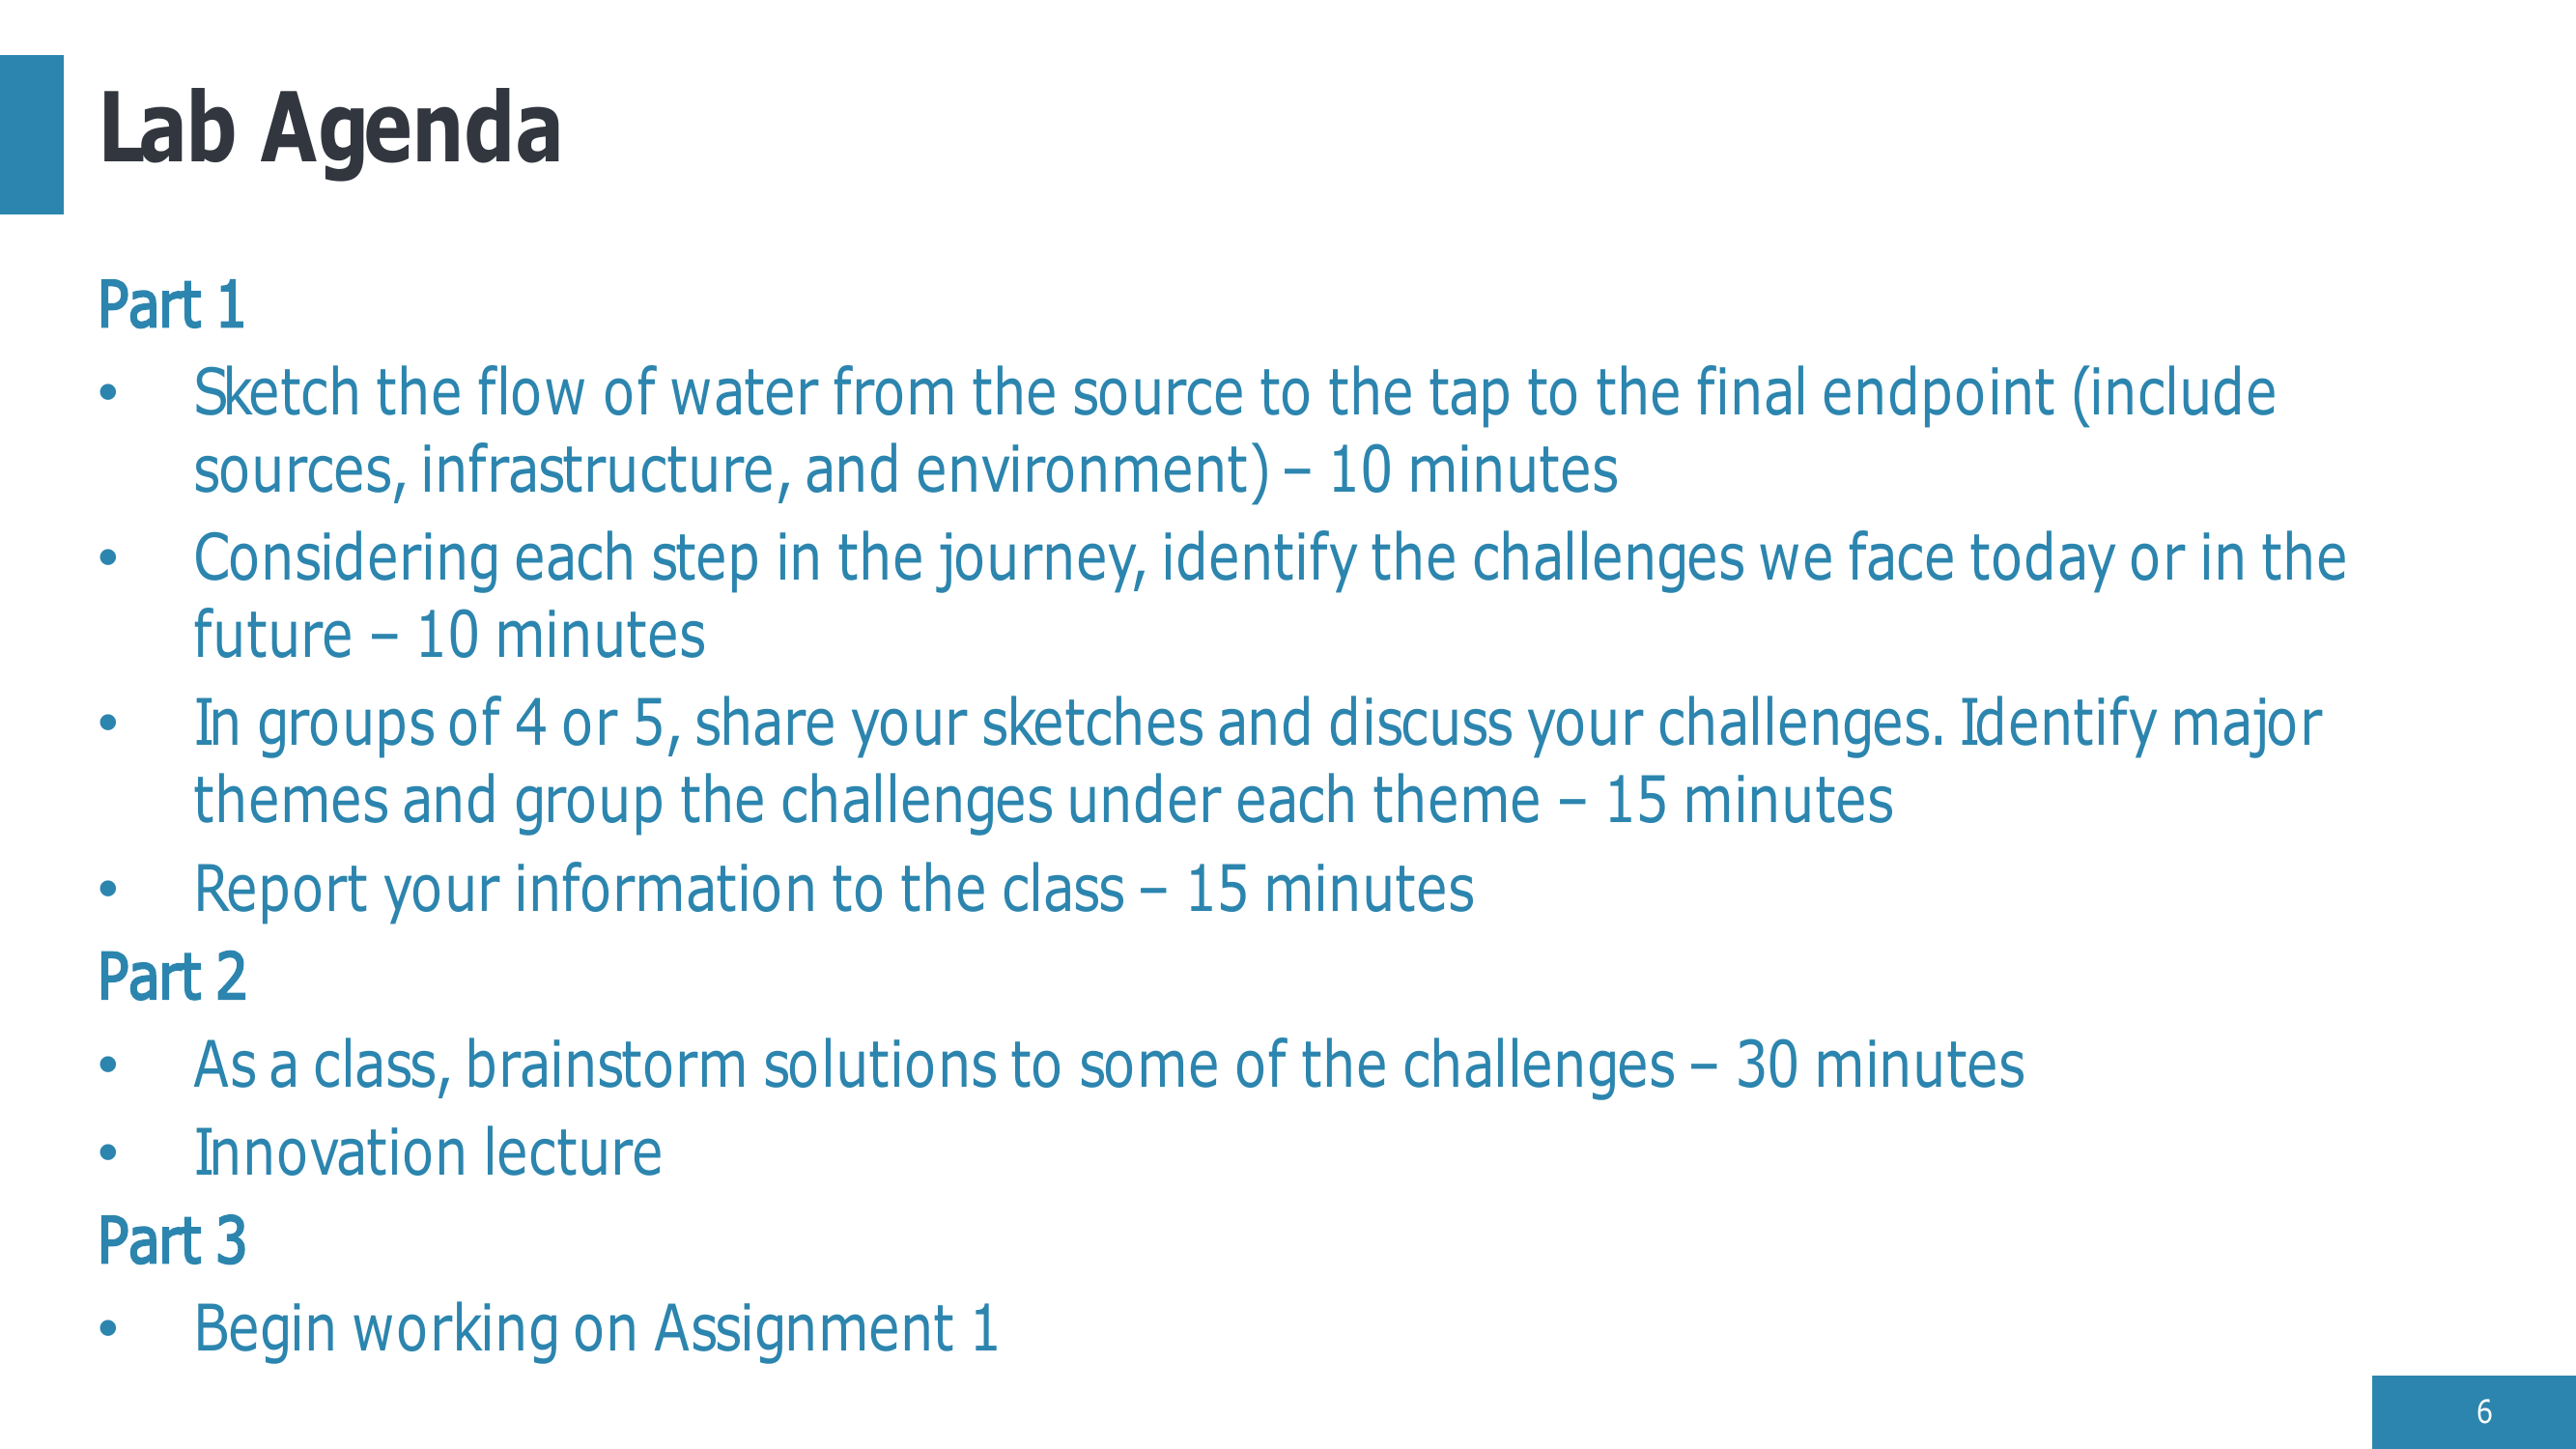 Lab Agenda
Part 1
• Sketch the flow of water from the source to the tap to the final endpoint (include
sources, infrastructure, and environment) – 10 minutes
• Considering each step in the journey, identify the challenges we face today or in the
future – 10 minutes
• In groups of 4 or 5, share your sketches and discuss your challenges. Identify major
themes and group the challenges under each theme – 15 minutes
• Report your information to the class – 15 minutes
Part 2
• As a class, brainstorm solutions to some of the challenges – 30 minutes
• Innovation lecture
Part 3
• Begin working on Assignment 1
6